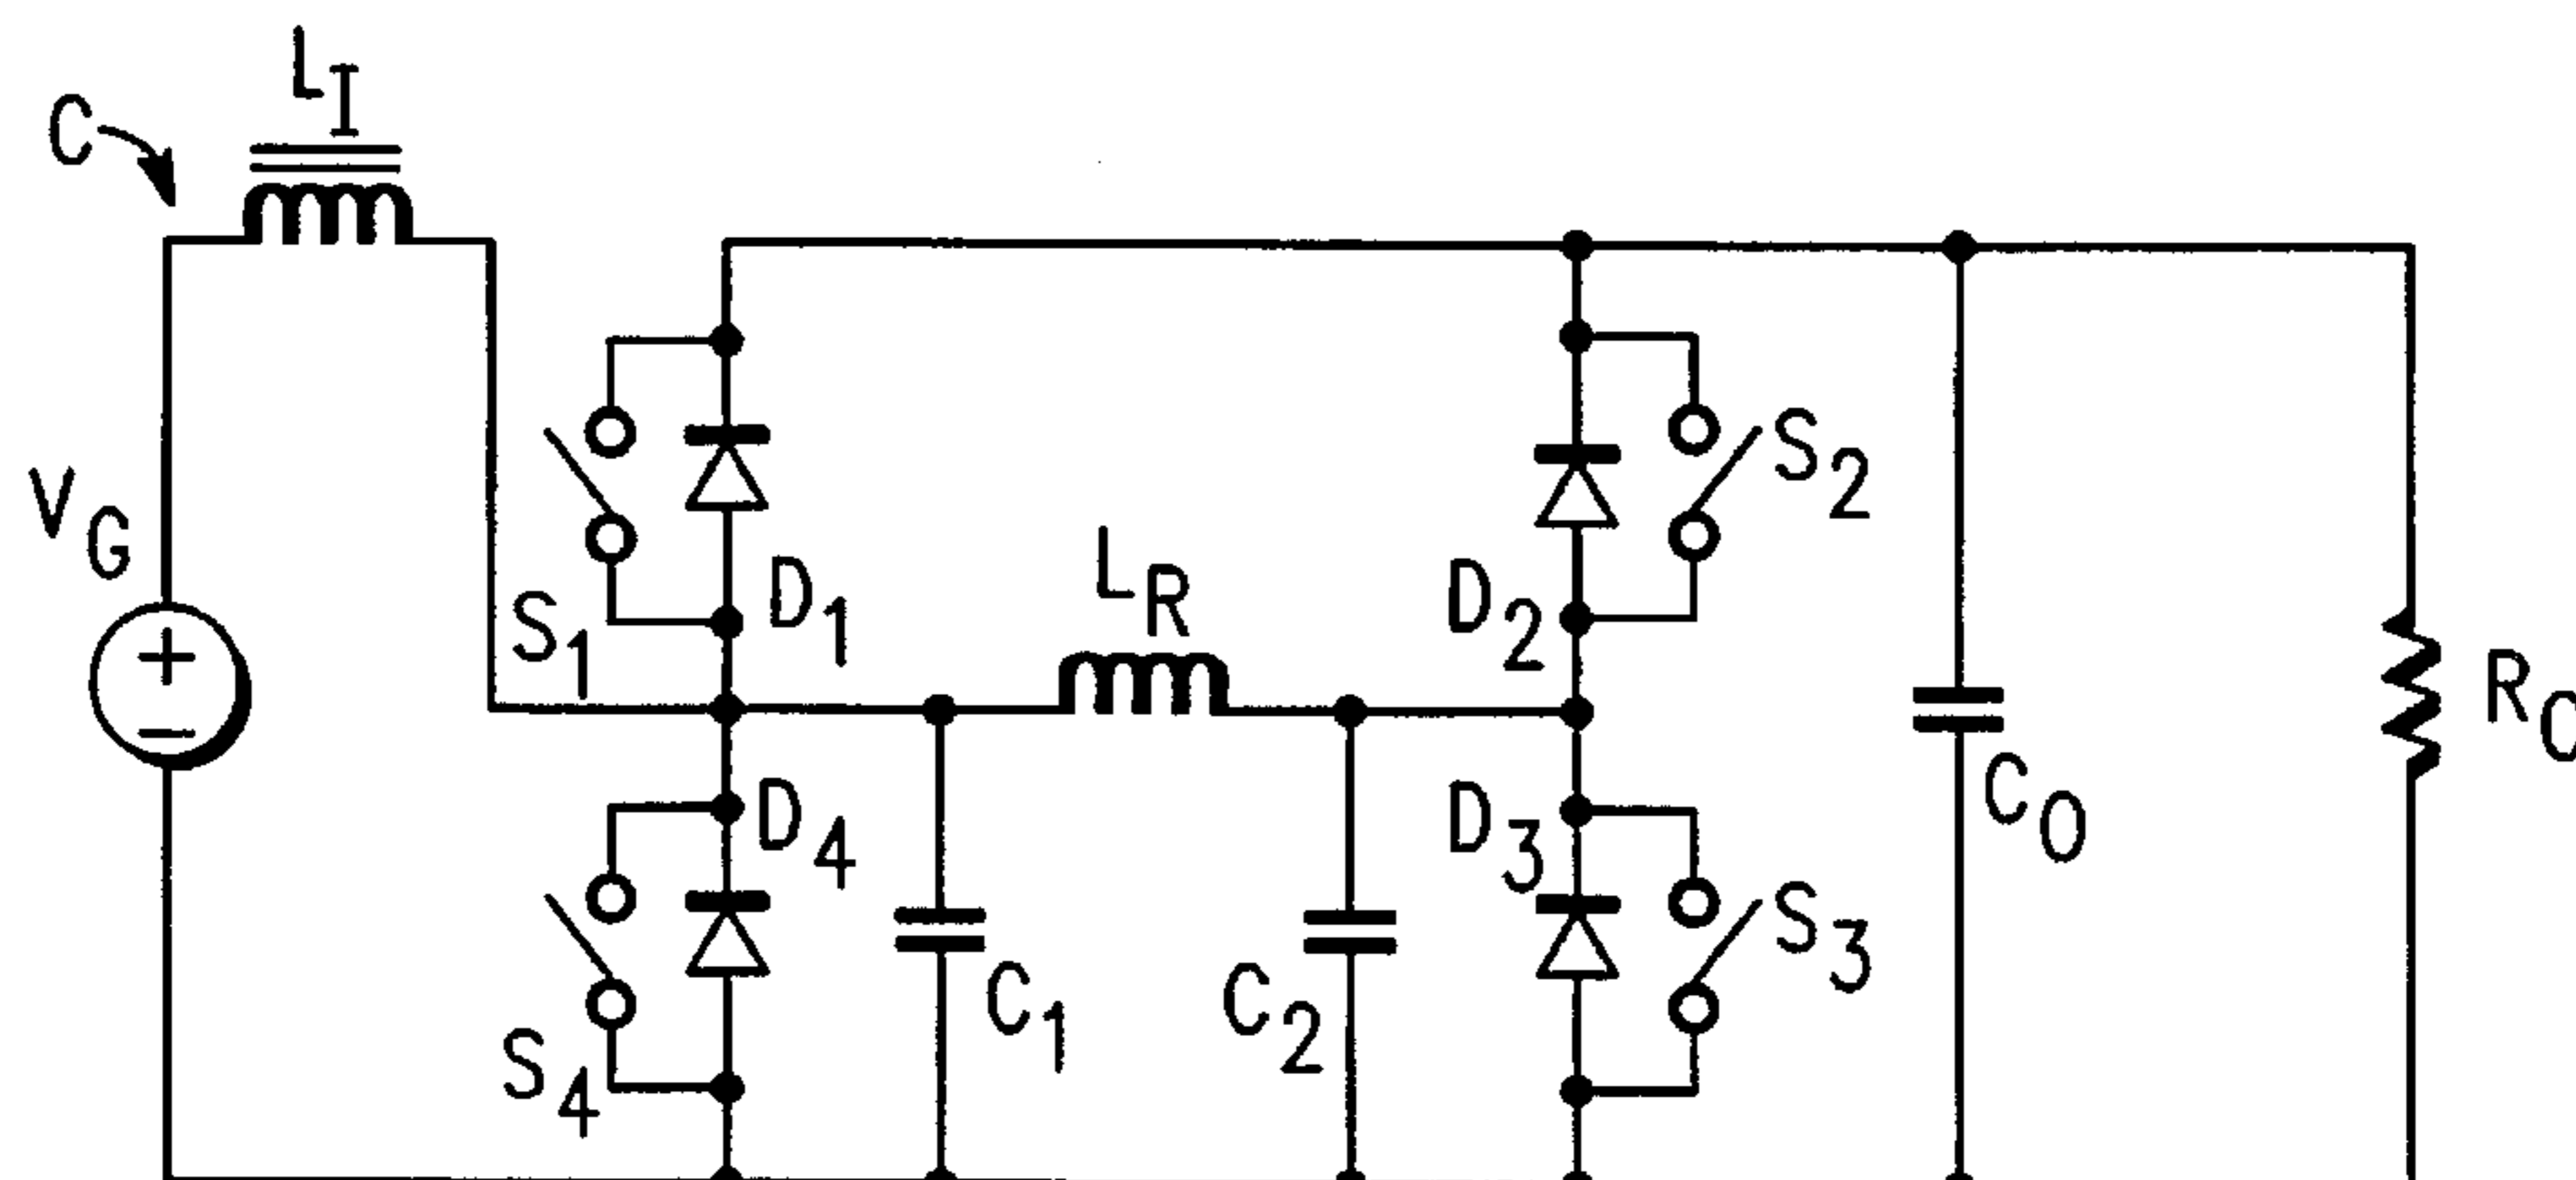 C
L_I
V_G
+
−
S_1
D_1
L_R
D_2
S_2
S_4
D_4
C_1
C_2
D_3
S_3
C_O
R_O